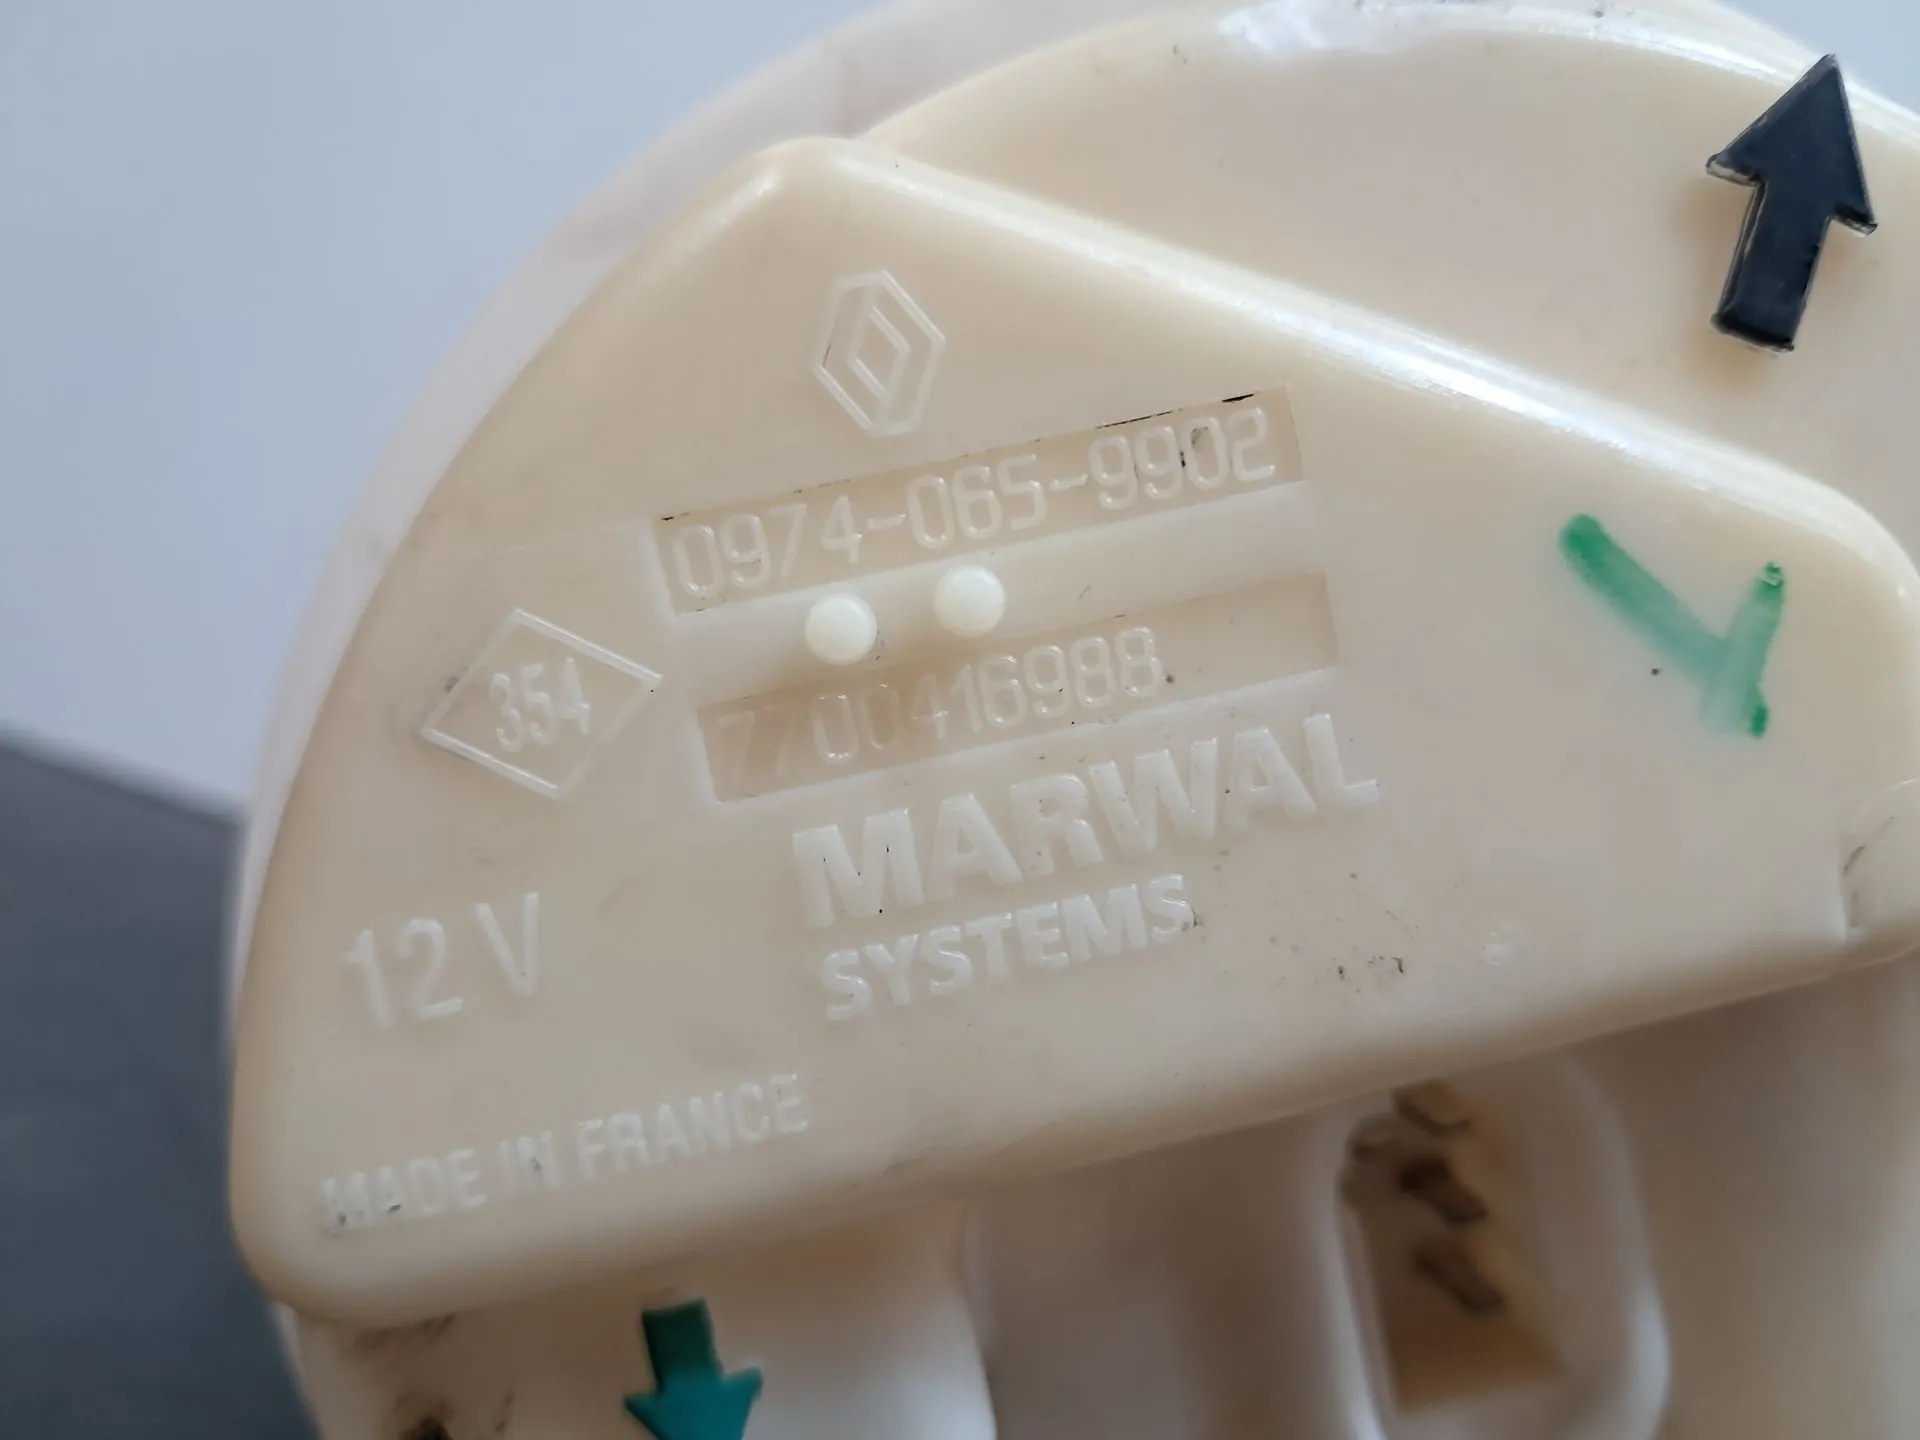 0974-065-9902
7700416988
354
MARWAL
SYSTEMS
12 V
MADE IN FRANCE